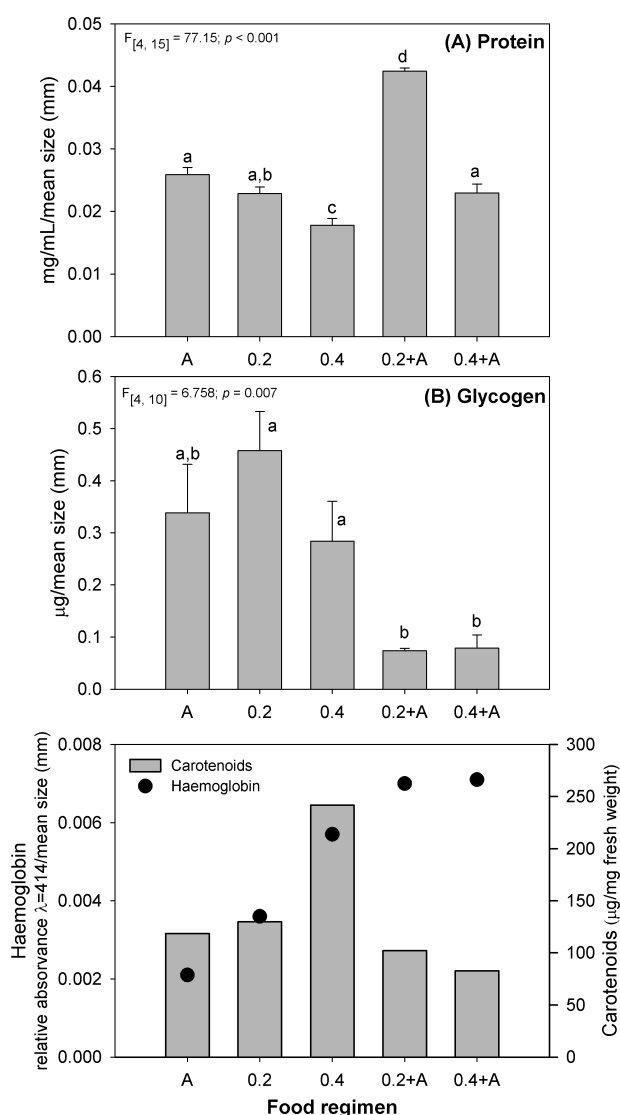 0.05
F[4, 15] = 77.15; p < 0.001
(A) Protein
d
0.04
0.03
a
a,b
a
c
0.02
0.01
0.00
mg/mL/mean size (mm)
A 0.2 0.4 0.2+A 0.4+A
0.6
F[4, 10] = 6.758; p = 0.007
(B) Glycogen
a
0.5
a,b
0.4
a
0.3
0.2
b b
0.1
0.0
µg/mean size (mm)
A 0.2 0.4 0.2+A 0.4+A
0.008 300
Carotenoids
Haemoglobin
250
0.006
200
0.004 150
100
0.002
50
0.000 0
Haemoglobin
relative absorvance λ=414/mean size (mm)
Carotenoids (µg/mg fresh weight)
A 0.2 0.4 0.2+A 0.4+A
Food regimen